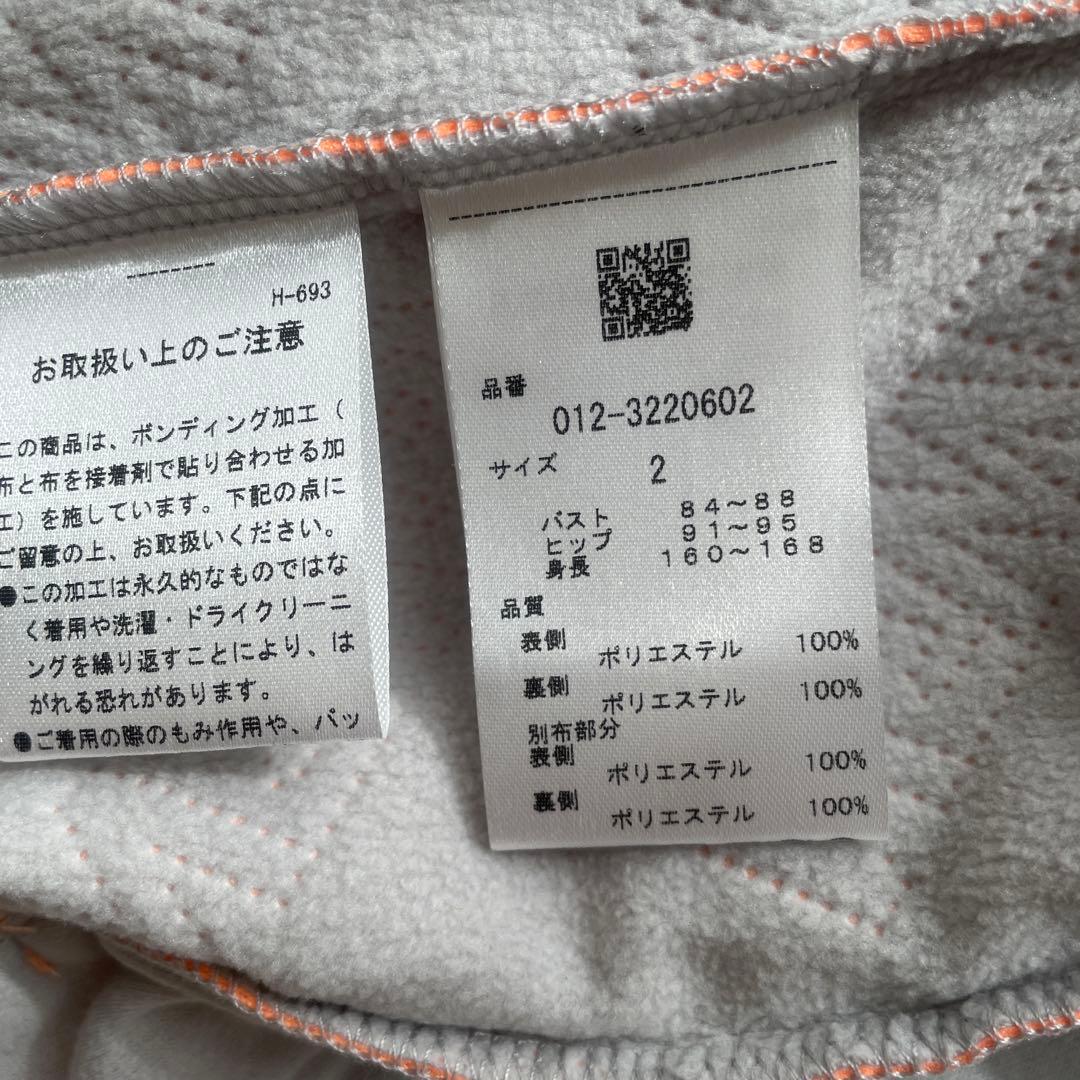 H-693
お取扱い上のご注意
この商品は、ボンディング加工（
布と布を接着剤で貼り合わせる加
工）を施しています。下記の点に
ご留意の上、お取扱いください。
●この加工は永久的なものではな
く着用や洗濯・ドライクリーニ
ングを繰り返すことにより、は
がれる恐れがあります。
●ご着用の際のもみ作用や、バッ
品番
012-3220602
サイズ 2
バスト 84～88
ヒップ 91～95
身長 160～168
品質
表側 ポリエステル 100%
裏側 ポリエステル 100%
別布部分
表側 ポリエステル 100%
裏側 ポリエステル 100%